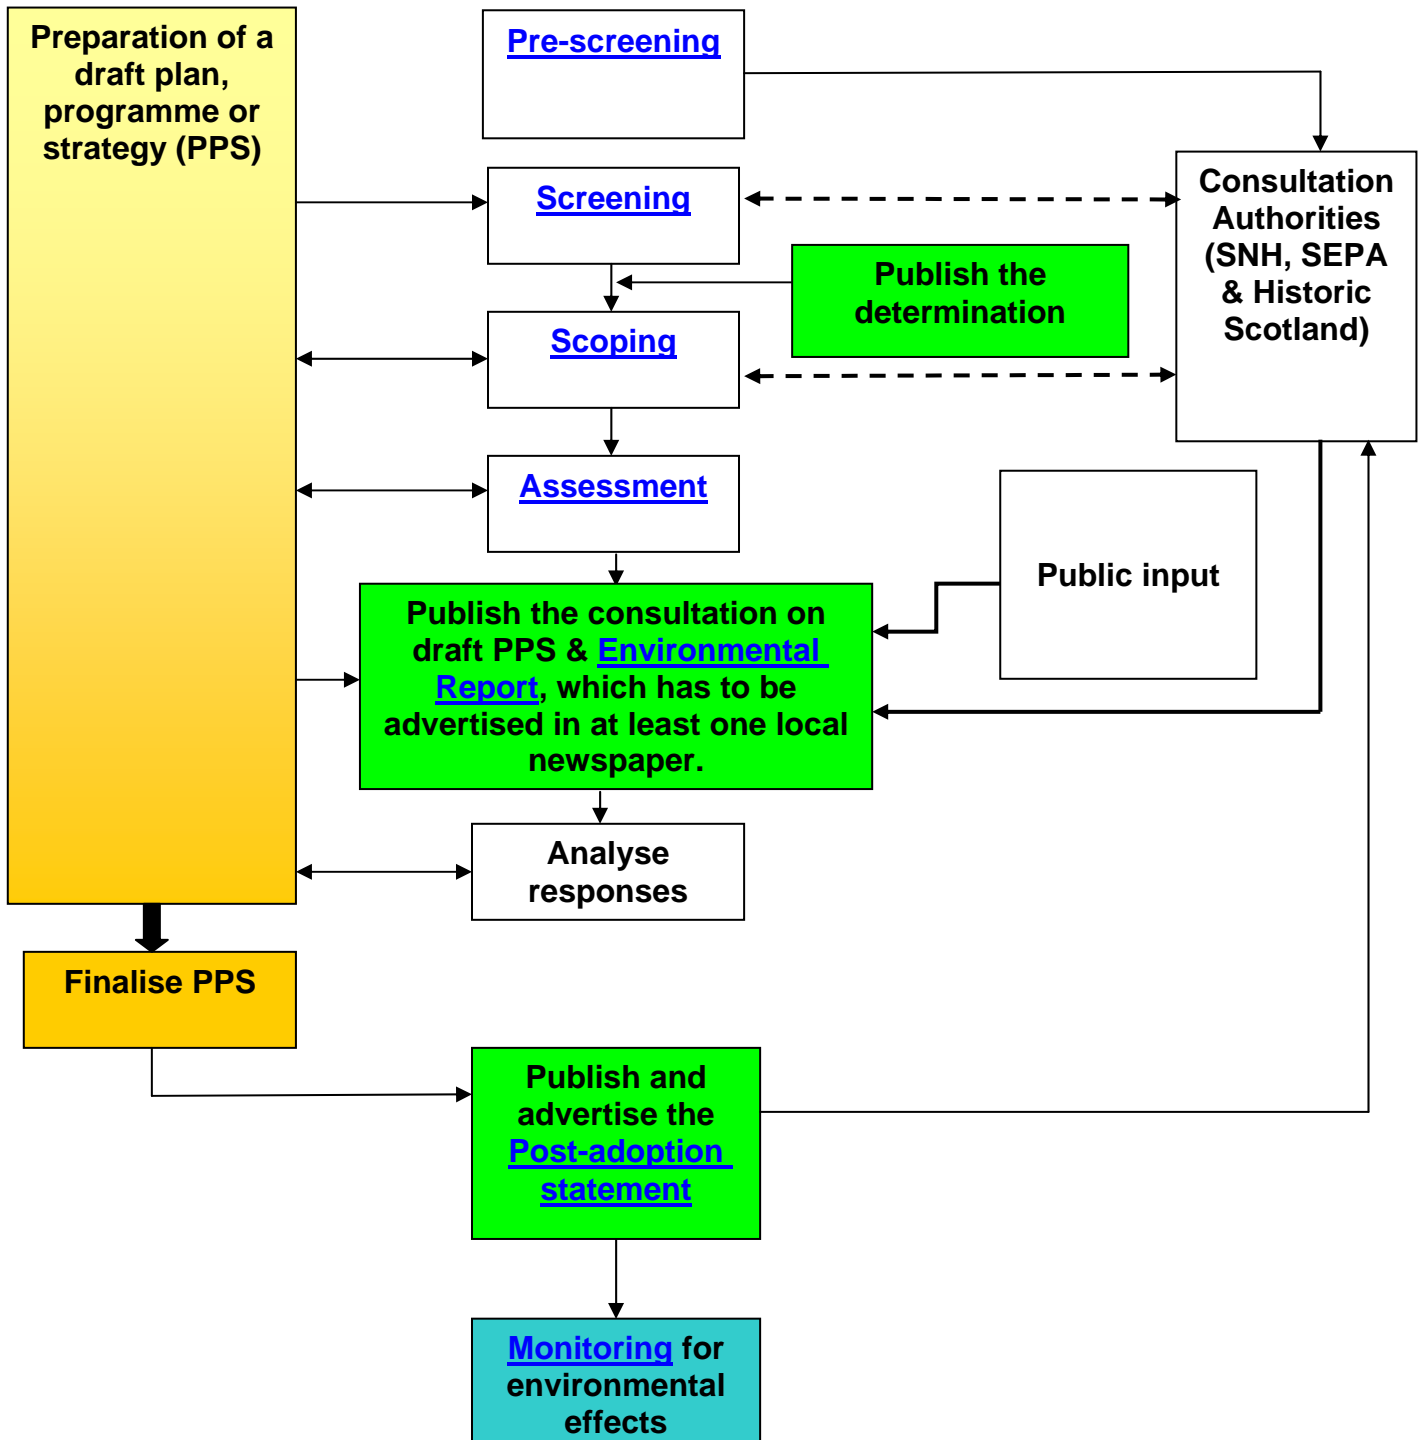 Preparation of a
draft plan,
programme or
strategy (PPS)
Pre-screening
Screening
Consultation
Authorities
(SNH, SEPA
& Historic
Scotland)
Publish the
determination
Scoping
Assessment
Public input
Publish the consultation on
draft PPS & Environmental
Report, which has to be
advertised in at least one local
newspaper.
Analyse
responses
Finalise PPS
Publish and
advertise the
Post-adoption
statement
Monitoring for
environmental
effects